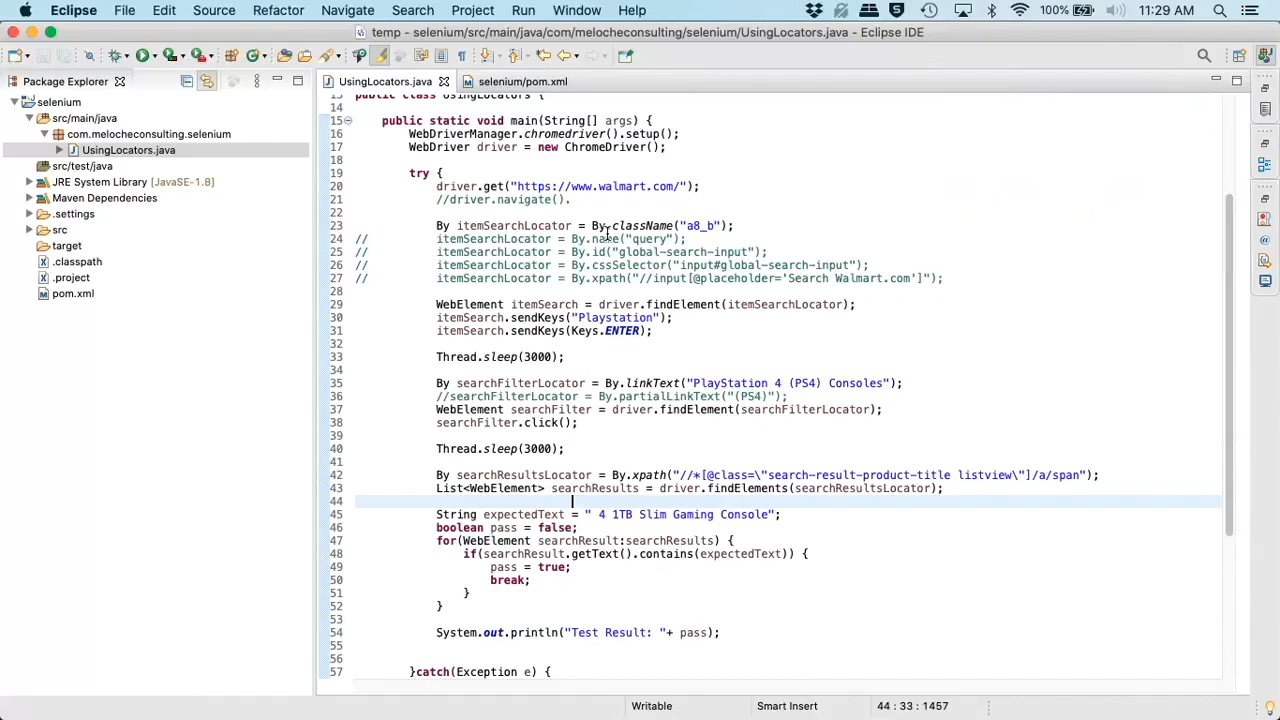 Eclipse File Edit Source Refactor Navigate Search Project Run Window Help 5 100% 11:29 AM
temp - selenium/src/main/java/com/melocheconsulting/selenium/UsingLocators.java - Eclipse IDE
Package Explorer
UsingLocators.java
selenium/pom.xml
selenium
src/main/java
com.melocheconsulting.selenium
UsingLocators.java
src/test/java
JRE System Library [JavaSE-1.8]
Maven Dependencies
.settings
src
target
.classpath
.project
pom.xml
13 public class UsingLocators {
14
15 public static void main(String[] args) {
16 WebDriverManager.chromedriver().setup();
17 WebDriver driver = new ChromeDriver();
18
19 try {
20 driver.get("https://www.walmart.com/");
21 //driver.navigate().
22
23 By itemSearchLocator = By.className("a8_b");
24 // itemSearchLocator = By.name("query");
25 // itemSearchLocator = By.id("global-search-input");
26 // itemSearchLocator = By.cssSelector("input#global-search-input");
27 // itemSearchLocator = By.xpath("//input[@placeholder='Search Walmart.com']");
28
29 WebElement itemSearch = driver.findElement(itemSearchLocator);
30 itemSearch.sendKeys("Playstation");
31 itemSearch.sendKeys(Keys.ENTER);
32
33 Thread.sleep(3000);
34
35 By searchFilterLocator = By.linkText("PlayStation 4 (PS4) Consoles");
36 //searchFilterLocator = By.partialLinkText("(PS4)");
37 WebElement searchFilter = driver.findElement(searchFilterLocator);
38 searchFilter.click();
39
40 Thread.sleep(3000);
41
42 By searchResultsLocator = By.xpath("//*[@class=\"search-result-product-title listview\"]/a/span");
43 List<WebElement> searchResults = driver.findElements(searchResultsLocator);
44
45 String expectedText = " 4 1TB Slim Gaming Console";
46 boolean pass = false;
47 for(WebElement searchResult:searchResults) {
48 if(searchResult.getText().contains(expectedText)) {
49 pass = true;
50 break;
51 }
52 }
53
54 System.out.println("Test Result: "+ pass);
55
56
57 }catch(Exception e) {
Writable Smart Insert 44 : 33 : 1457